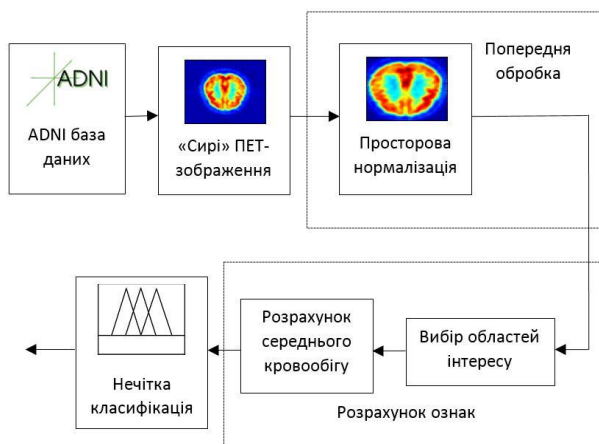 ADNI
ADNI база
даних
«Сирі» ПЕТ-
зображення
Просторова
нормалізація
Попередня
обробка
Вибір областей
інтересу
Розрахунок
середнього
кровообігу
Розрахунок ознак
Нечітка
класифікація